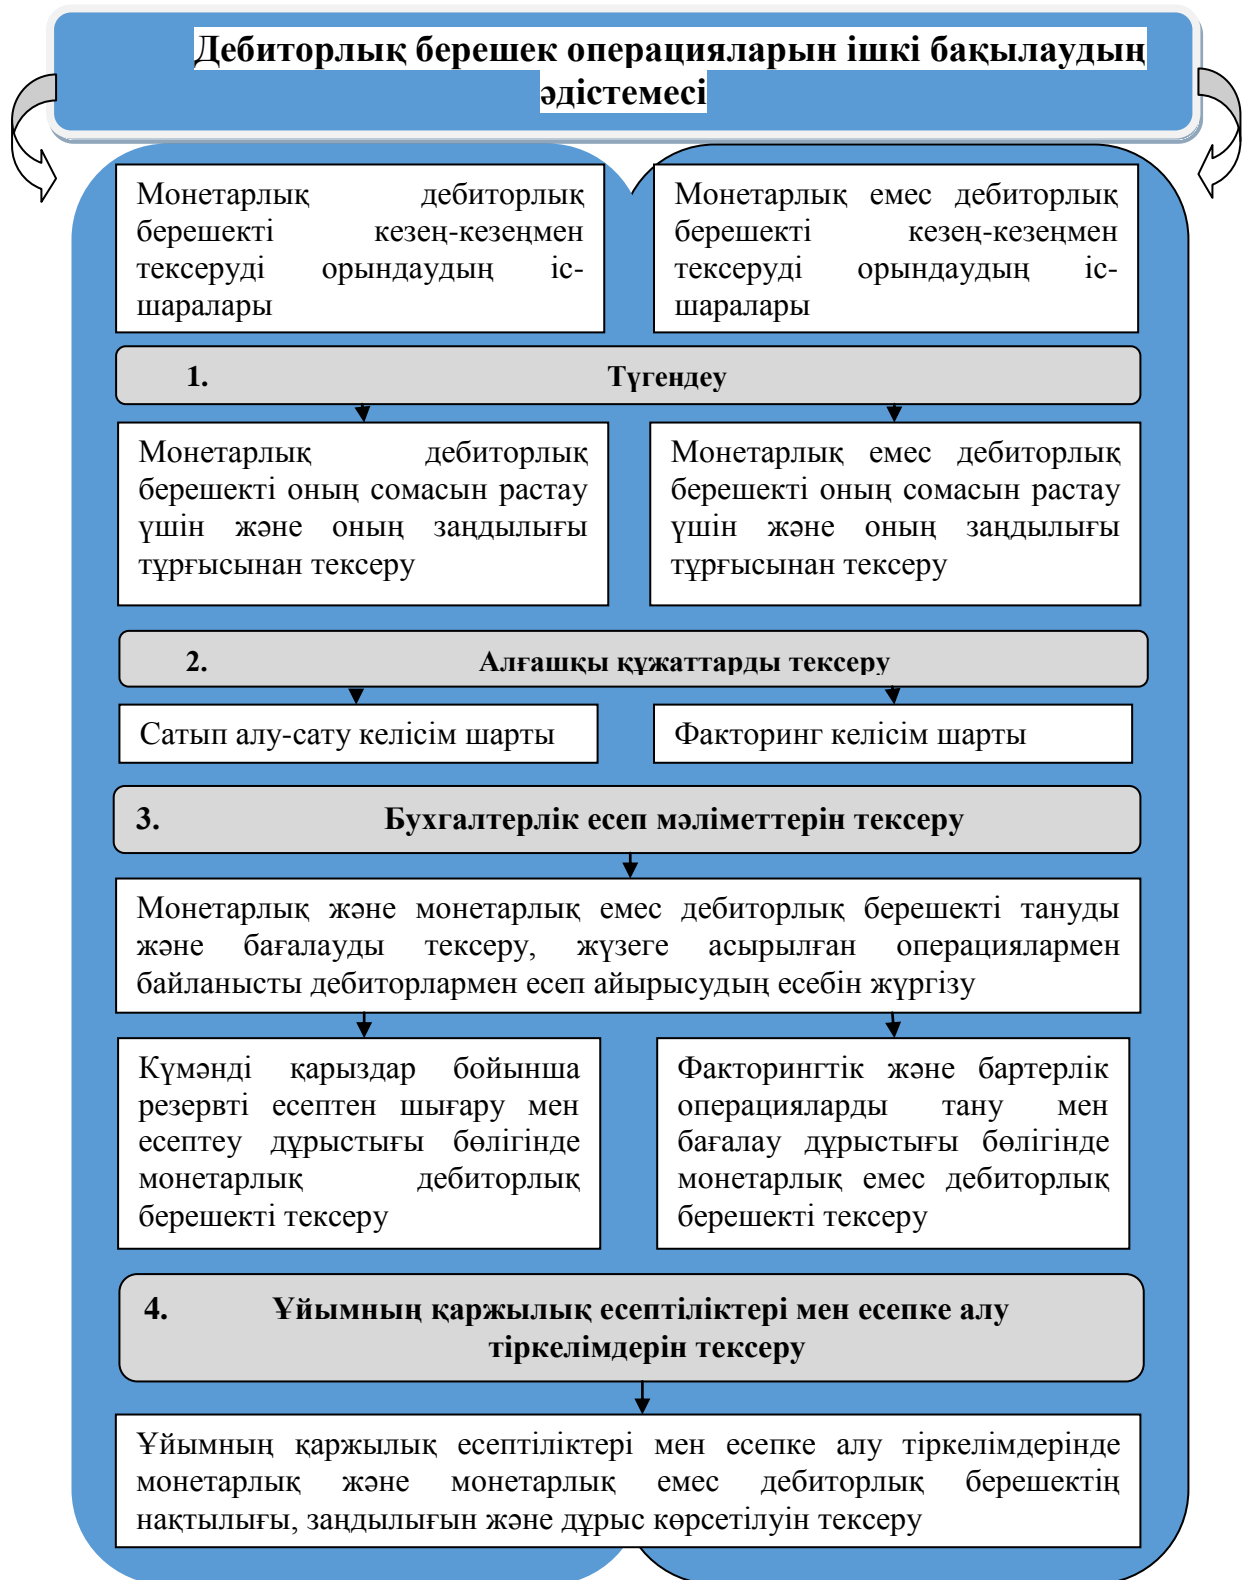 Дебиторлық берешек операцияларын ішкі бақылаудың
әдістемесі
Монетарлық дебиторлық
берешекті кезең-кезеңмен
тексеруді орындаудың іс-
шаралары
Монетарлық емес дебиторлық
берешекті кезең-кезеңмен
тексеруді орындаудың іс-
шаралары
1. Түгендеу
Монетарлық дебиторлық
берешекті оның сомасын растау
үшін және оның заңдылығы
тұрғысынан тексеру
Монетарлық емес дебиторлық
берешекті оның сомасын растау
үшін және оның заңдылығы
тұрғысынан тексеру
2. Алғашқы құжаттарды тексеру
Сатып алу-сату келісім шарты
Факторинг келісім шарты
3. Бухгалтерлік есеп мәліметтерін тексеру
Монетарлық және монетарлық емес дебиторлық берешекті тануды
және бағалауды тексеру, жүзеге асырылған операциялармен
байланысты дебиторлармен есеп айырысудың есебін жүргізу
Күмәнді қарыздар бойынша
резервті есептен шығару мен
есептеу дұрыстығы бөлігінде
монетарлық дебиторлық
берешекті тексеру
Факторингтік және бартерлік
операцияларды тану мен
бағалау дұрыстығы бөлігінде
монетарлық емес дебиторлық
берешекті тексеру
4. Ұйымның қаржылық есептіліктері мен есепке алу
тіркелімдерін тексеру
Ұйымның қаржылық есептіліктері мен есепке алу тіркелімдерінде
монетарлық және монетарлық емес дебиторлық берешектің
нақтылығы, заңдылығын және дұрыс көрсетілуін тексеру